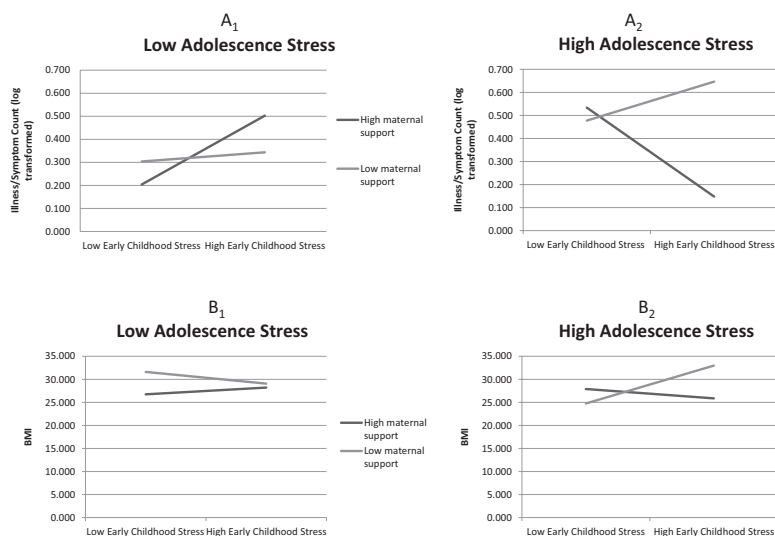 A1
Low Adolescence Stress
Illness/Symptom Count (log
transformed)
0.700
0.600
0.500
0.400
0.300
0.200
0.100
0.000
Low Early Childhood Stress High Early Childhood Stress
High maternal
support
Low maternal
support
A2
High Adolescence Stress
Illness/Symptom Count (log
transformed)
0.700
0.600
0.500
0.400
0.300
0.200
0.100
0.000
Low Early Childhood Stress High Early Childhood Stress
B1
Low Adolescence Stress
BMI
35.000
30.000
25.000
20.000
15.000
10.000
5.000
0.000
Low Early Childhood Stress High Early Childhood Stress
High maternal
support
Low maternal
support
B2
High Adolescence Stress
BMI
35.000
30.000
25.000
20.000
15.000
10.000
5.000
0.000
Low Early Childhood Stress High Early Childhood Stress